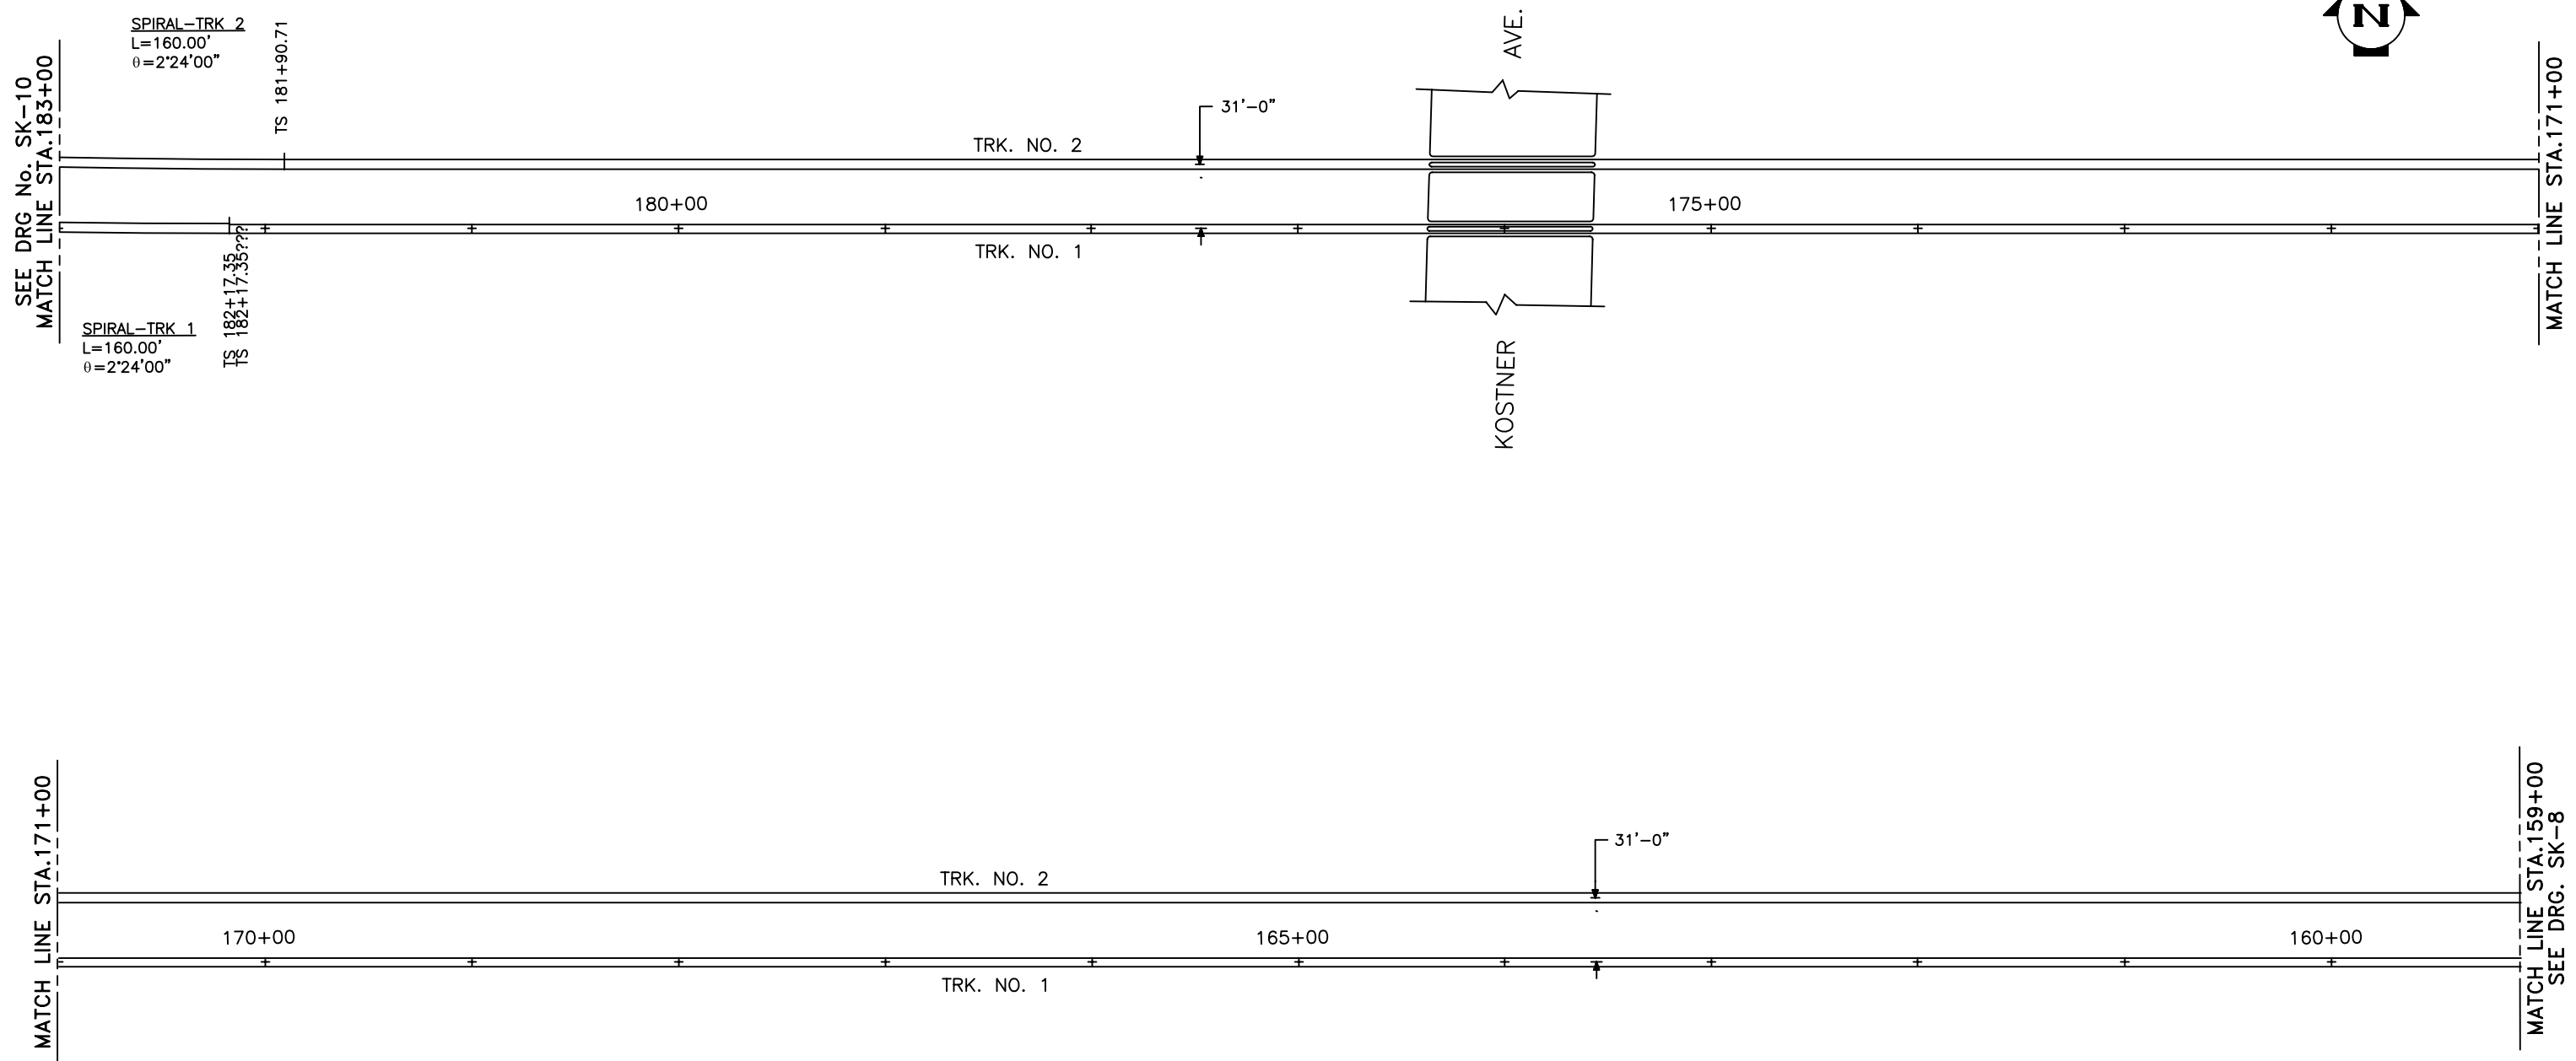 SPIRAL-TRK 2
L=160.00'
θ=2°24'00"
TS 181+90.71
AVE.
N
SEE DRG No. SK-10
MATCH LINE STA.183+00
31'-0"
TRK. NO. 2
180+00
175+00
TRK. NO. 1
MATCH LINE STA.171+00
TS 182+17.35
TS 182+17.35???
SPIRAL-TRK 1
L=160.00'
θ=2°24'00"
KOSTNER
MATCH LINE STA.171+00
31'-0"
TRK. NO. 2
170+00
165+00
160+00
TRK. NO. 1
MATCH LINE STA.159+00
SEE DRG. SK-8